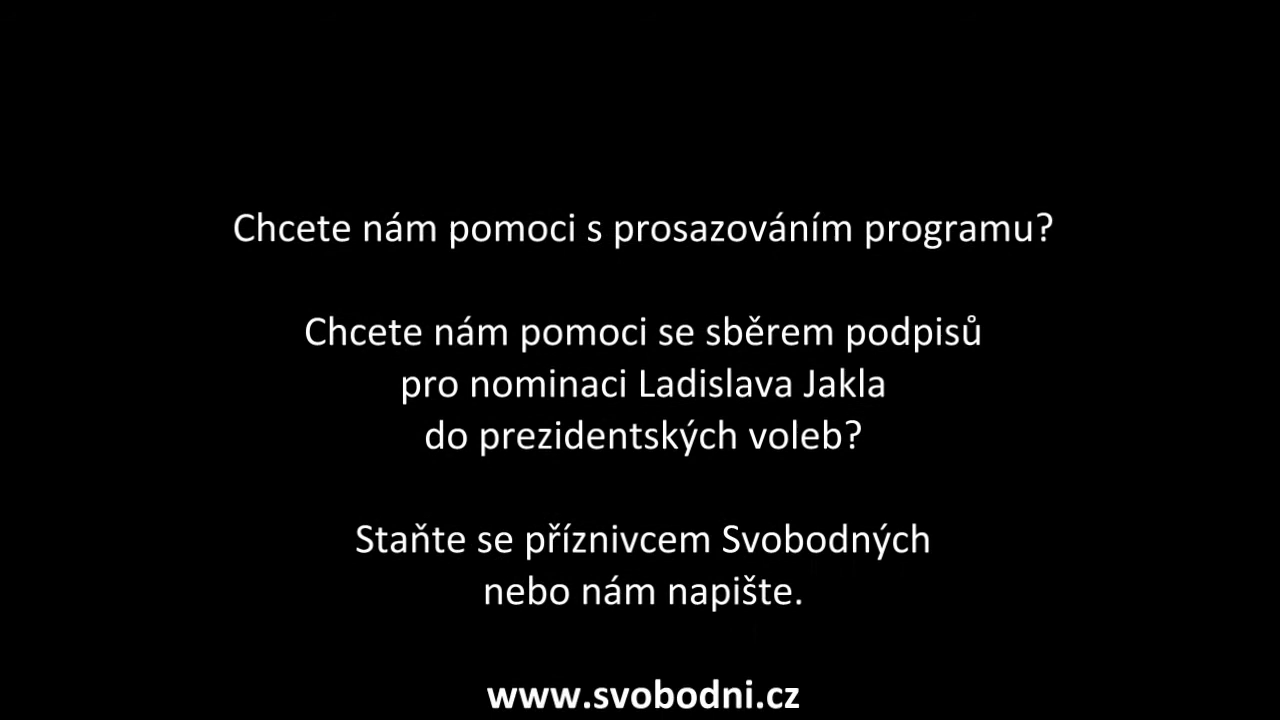 Chcete nám pomoci s prosazováním programu?
Chcete nám pomoci se sběrem podpisů
pro nominaci Ladislava Jakla
do prezidentských voleb?
Staňte se příznivcem Svobodných
nebo nám napište.
www.svobodni.cz